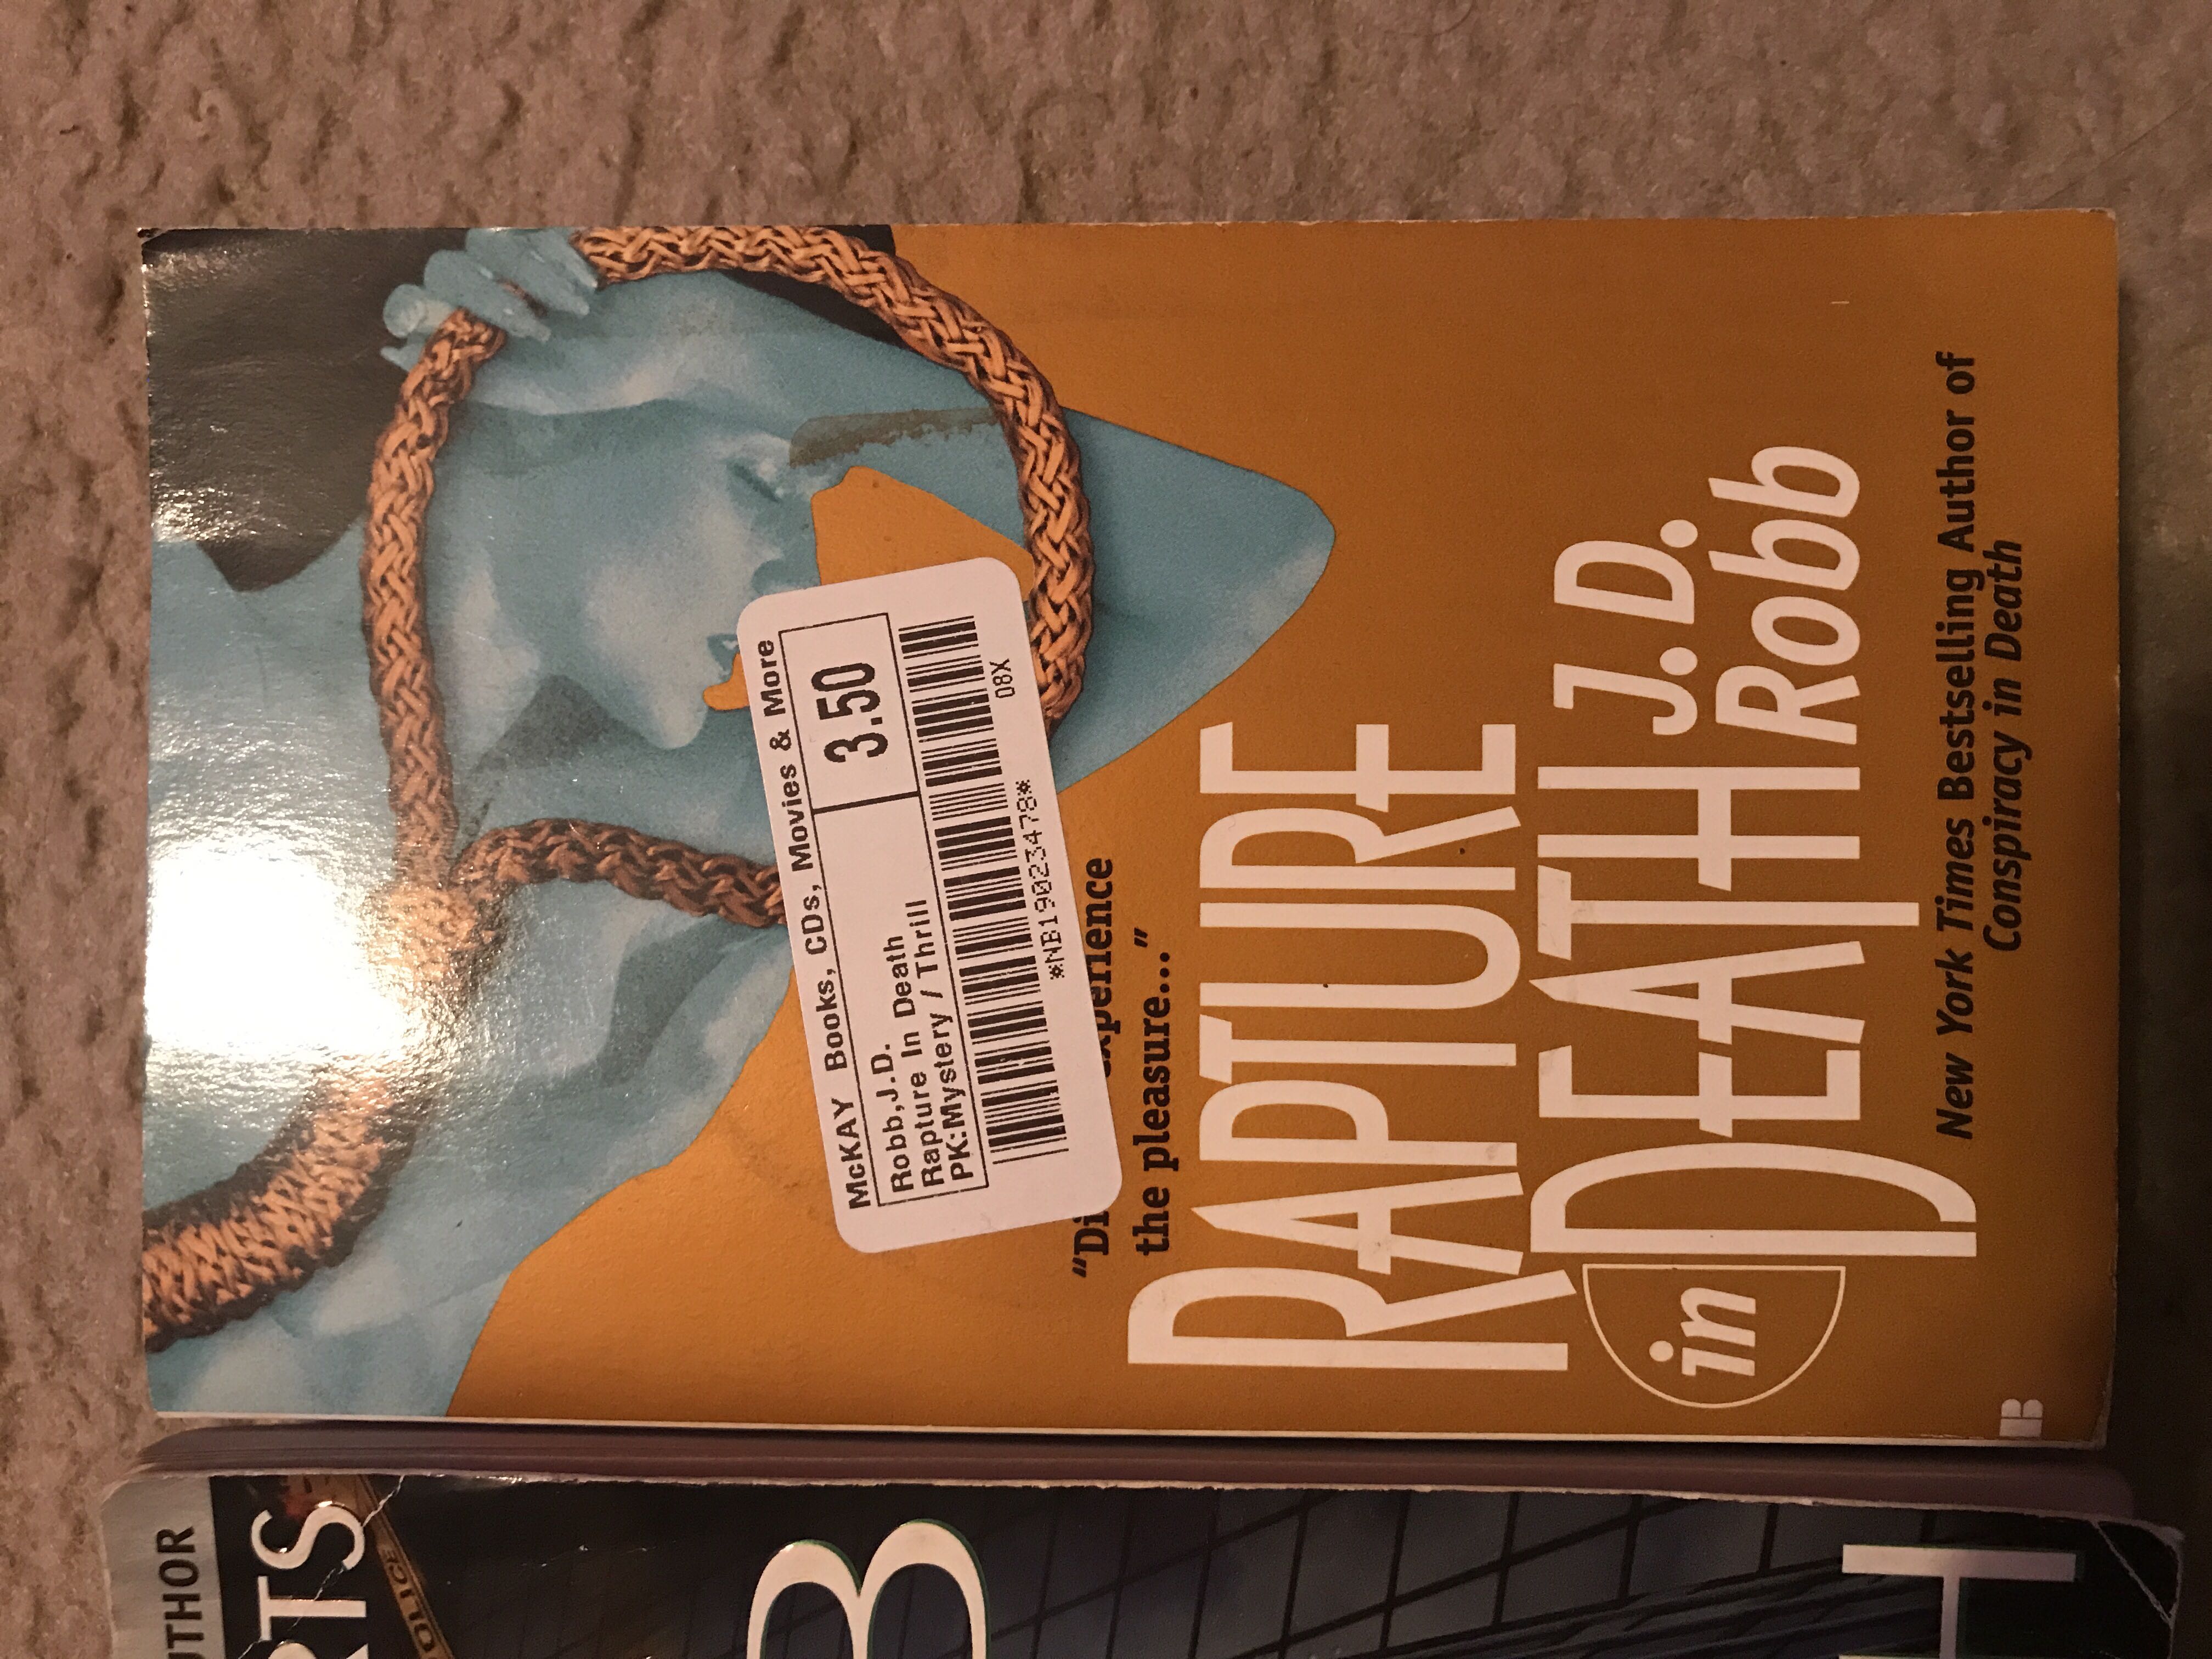 McKAY Books, CDs, Movies & More
Robb,J.D.
Rapture In Death
PK:Mystery / Thrill
3.50
*NB19023478*
08X
"Di experience
the pleasure..."
RAPTURE
in DEATH
J.D.
Robb
New York Times Bestselling Author of
Conspiracy in Death
B
UTHOR
RTS
OLICE
B
H